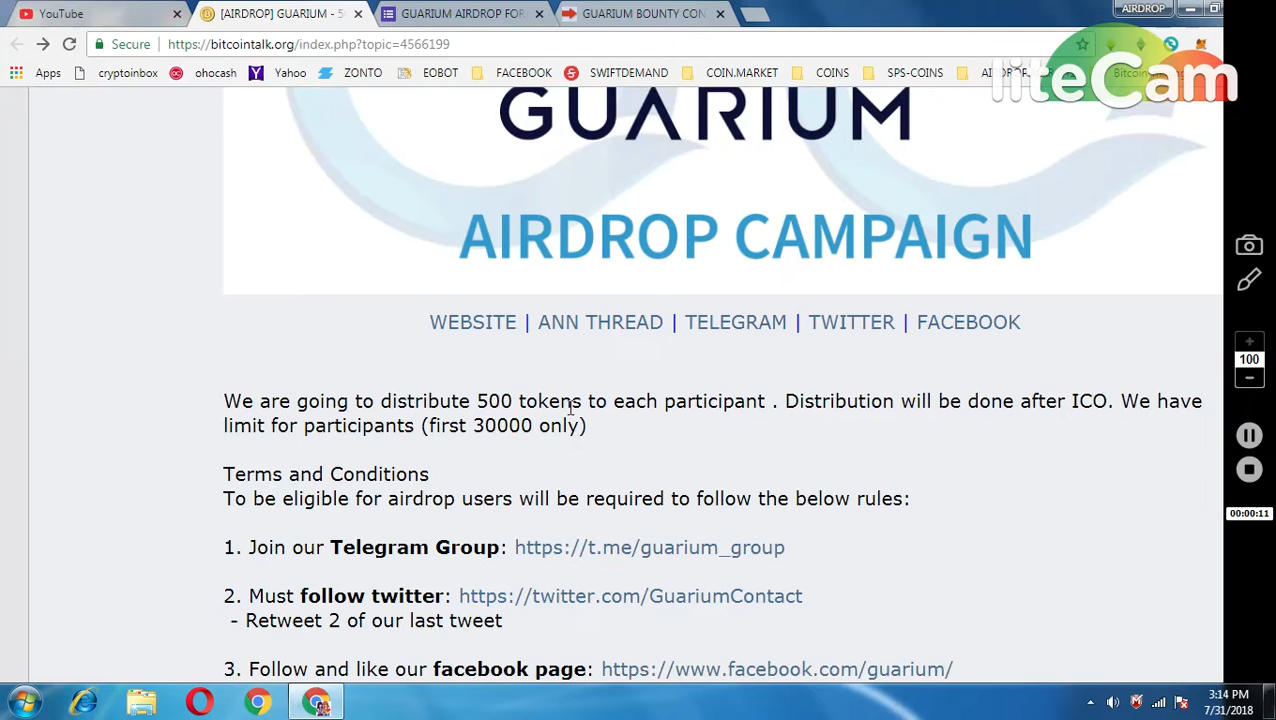 YouTube
[AIRDROP] GUARIUM - 5
GUARIUM AIRDROP FOR
GUARIUM BOUNTY CON
AIRDROP
Secure
https://bitcointalk.org/index.php?topic=4566199
Apps
cryptoinbox
ohocash
Yahoo
EOBOT
FACEBOOK
SWIFTDEMAND
COIN.MARKET
COINS
SPS-COINS
liteCam
GUARIUM
AIRDROP CAMPAIGN
WEBSITE | ANN THREAD | TELEGRAM | TWITTER | FACEBOOK
We are going to distribute 500 tokens to each participant . Distribution will be done after ICO. We have
limit for participants (first 30000 only)
Terms and Conditions
To be eligible for airdrop users will be required to follow the below rules:
1. Join our Telegram Group: https://t.me/guarium_group
2. Must follow twitter: https://twitter.com/GuariumContact
- Retweet 2 of our last tweet
3. Follow and like our facebook page: https://www.facebook.com/guarium/
100
00:00:11
3:14 PM
7/31/2018